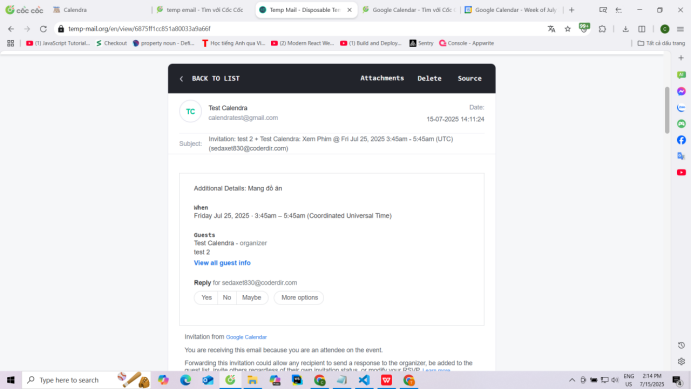 cốc cốc
Calendra
temp email - Tìm với Cốc Cốc
Temp Mail - Disposable Te
Google Calendar - Tìm với Cốc
Google Calendar - Week of July
temp-mail.org/en/view/6875ff1cc851a80033a9a66f
99+
(1) JavaScript Tutorial...
Checkout
property noun - Defi...
Học tiếng Anh qua Vi...
(2) Modern React We...
(1) Build and Deploy...
Sentry
Console - Appwrite
Tất cả dấu trang
BACK TO LIST
Attachments
Delete
Source
TC
Test Calendra
calendratest@gmail.com
Date:
15-07-2025 14:11:24
Subject:
Invitation: test 2 + Test Calendra: Xem Phim @ Fri Jul 25, 2025 3:45am - 5:45am (UTC)
(sedaxet830@coderdir.com)
Additional Details: Mang đồ ăn
When
Friday Jul 25, 2025 · 3:45am – 5:45am (Coordinated Universal Time)
Guests
Test Calendra - organizer
test 2
View all guest info
Reply for sedaxet830@coderdir.com
Yes
No
Maybe
More options
Invitation from Google Calendar
You are receiving this email because you are an attendee on the event.
Forwarding this invitation could allow any recipient to send a response to the organizer, be added to the
guest list, invite others regardless of their own invitation status, or modify your RSVP. Learn more
Type here to search
ENG
US
2:14 PM
7/15/2025